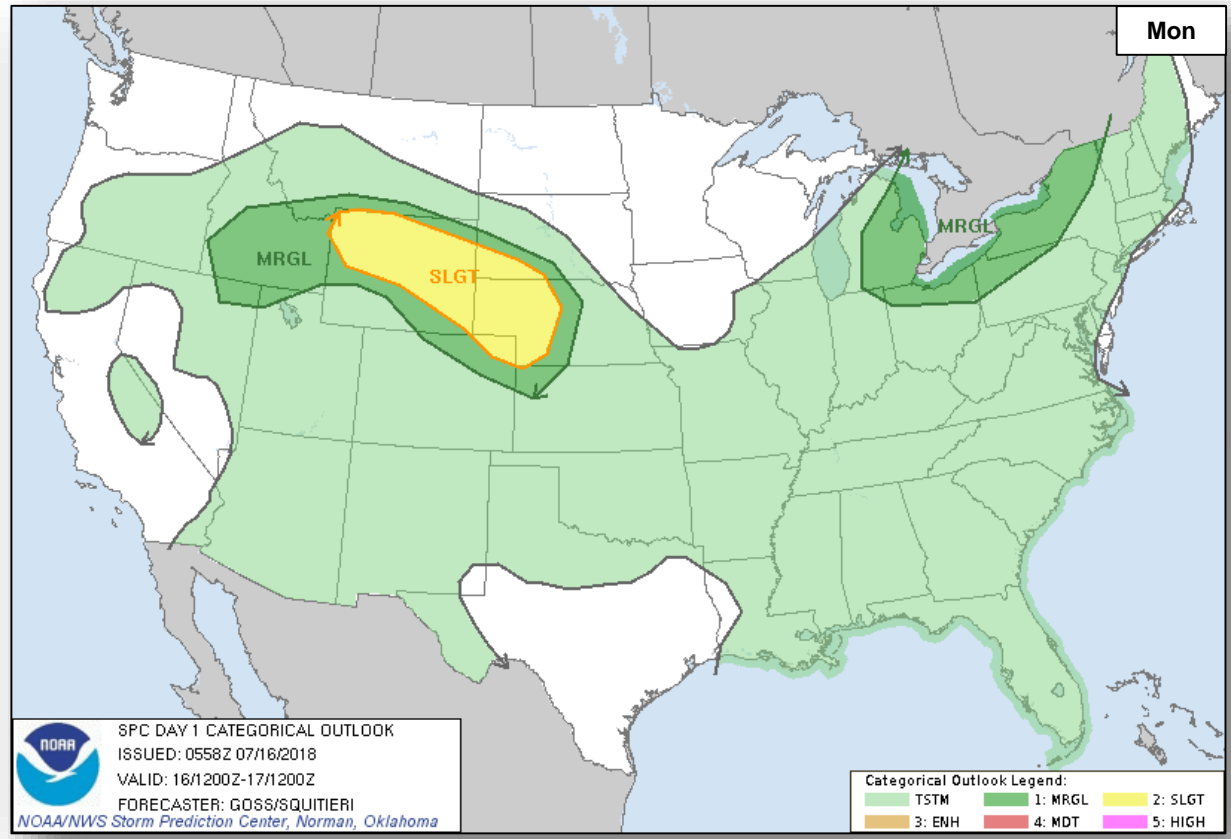 Mon
MRGL
MRGL
SLGT
NOAA
SPC DAY 1 CATEGORICAL OUTLOOK
ISSUED: 0558Z 07/16/2018
VALID: 16/1200Z-17/1200Z
FORECASTER: GOSS/SQUITIERI
NOAA/NWS Storm Prediction Center, Norman, Oklahoma
Categorical Outlook Legend:
TSTM 1: MRGL 2: SLGT
3: ENH 4: MDT 5: HIGH